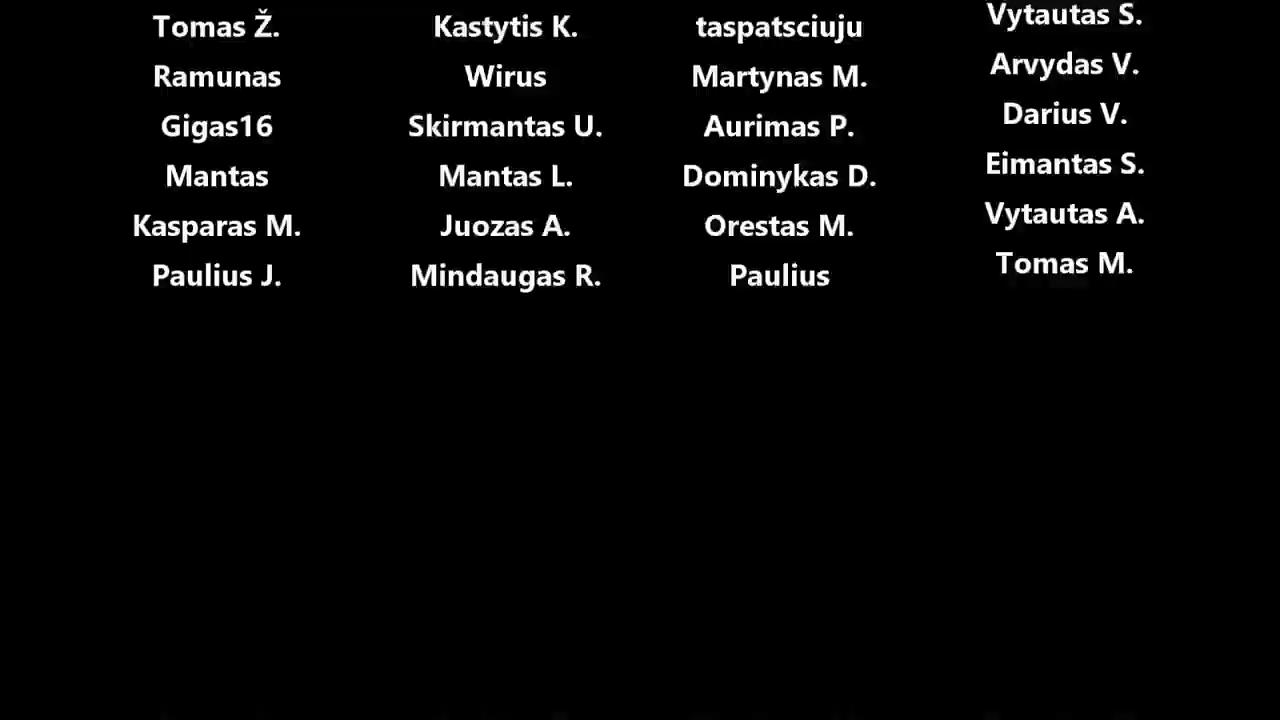 Tomas Ž.
Ramunas
Gigas16
Mantas
Kasparas M.
Paulius J.
Kastytis K.
Wirus
Skirmantas U.
Mantas L.
Juozas A.
Mindaugas R.
taspatsciuju
Martynas M.
Aurimas P.
Dominykas D.
Orestas M.
Paulius
Vytautas S.
Arvydas V.
Darius V.
Eimantas S.
Vytautas A.
Tomas M.